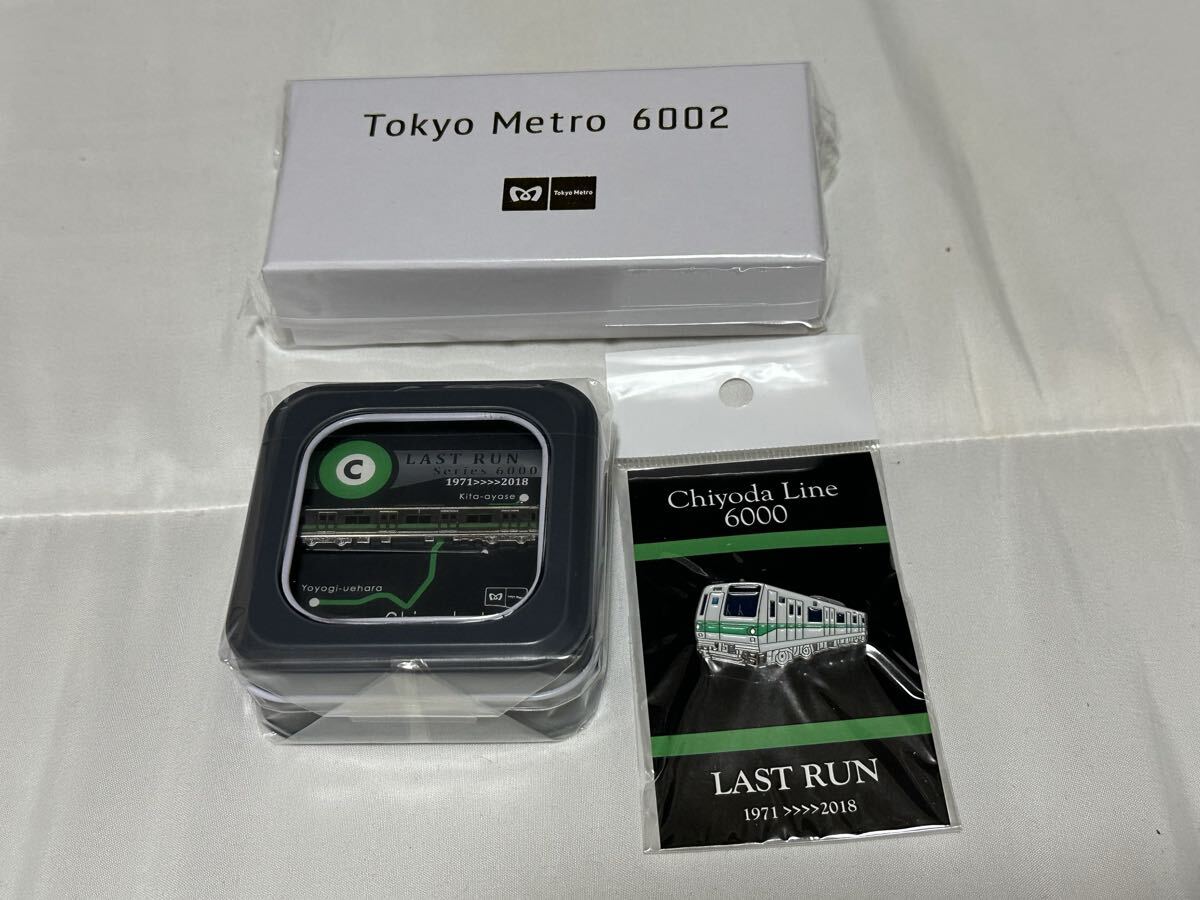 Tokyo Metro 6002
Tokyo Metro
C
LAST RUN
Series 6000
1971>>>>2018
Kita-ayase
Yoyogi-uehara
Chiyoda Line
6000
LAST RUN
1971 >>>>2018